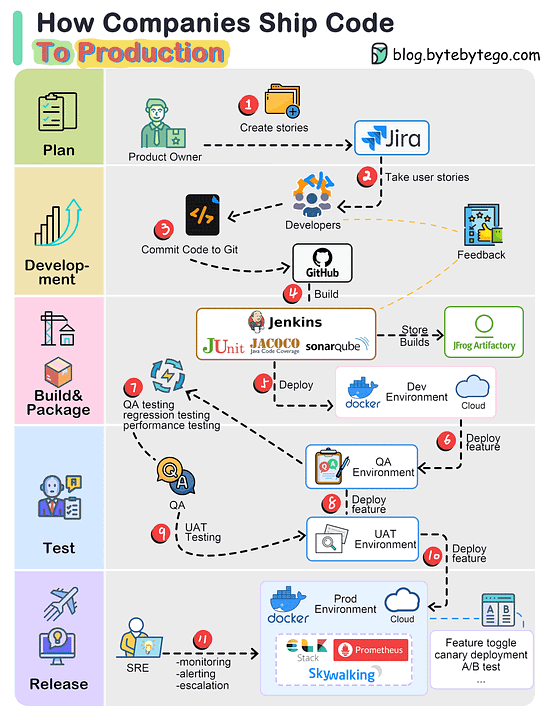 How Companies Ship Code
To Production
blog.bytebytego.com
Plan
Product Owner
1
Create stories
Jira
2
Take user stories
Develop-
ment
Developers
3
Commit Code to Git
GitHub
Feedback
4
Build
Build&
Package
Jenkins
JUnit
JACOCO
Java Code Coverage
sonarqube
Store
Builds
JFrog Artifactory
5
Deploy
docker
Dev
Environment
Cloud
7
QA testing
regression testing
performance testing
6
Deploy
feature
Test
QA
Environment
QA
QA
8
Deploy
feature
9
UAT
Testing
UAT
Environment
10
Deploy
feature
Release
SRE
11
-monitoring
-alerting
-escalation
docker
Prod
Environment
Cloud
ELK
Stack
Prometheus
Skywalking
A B
Feature toggle
canary deployment
A/B test
...